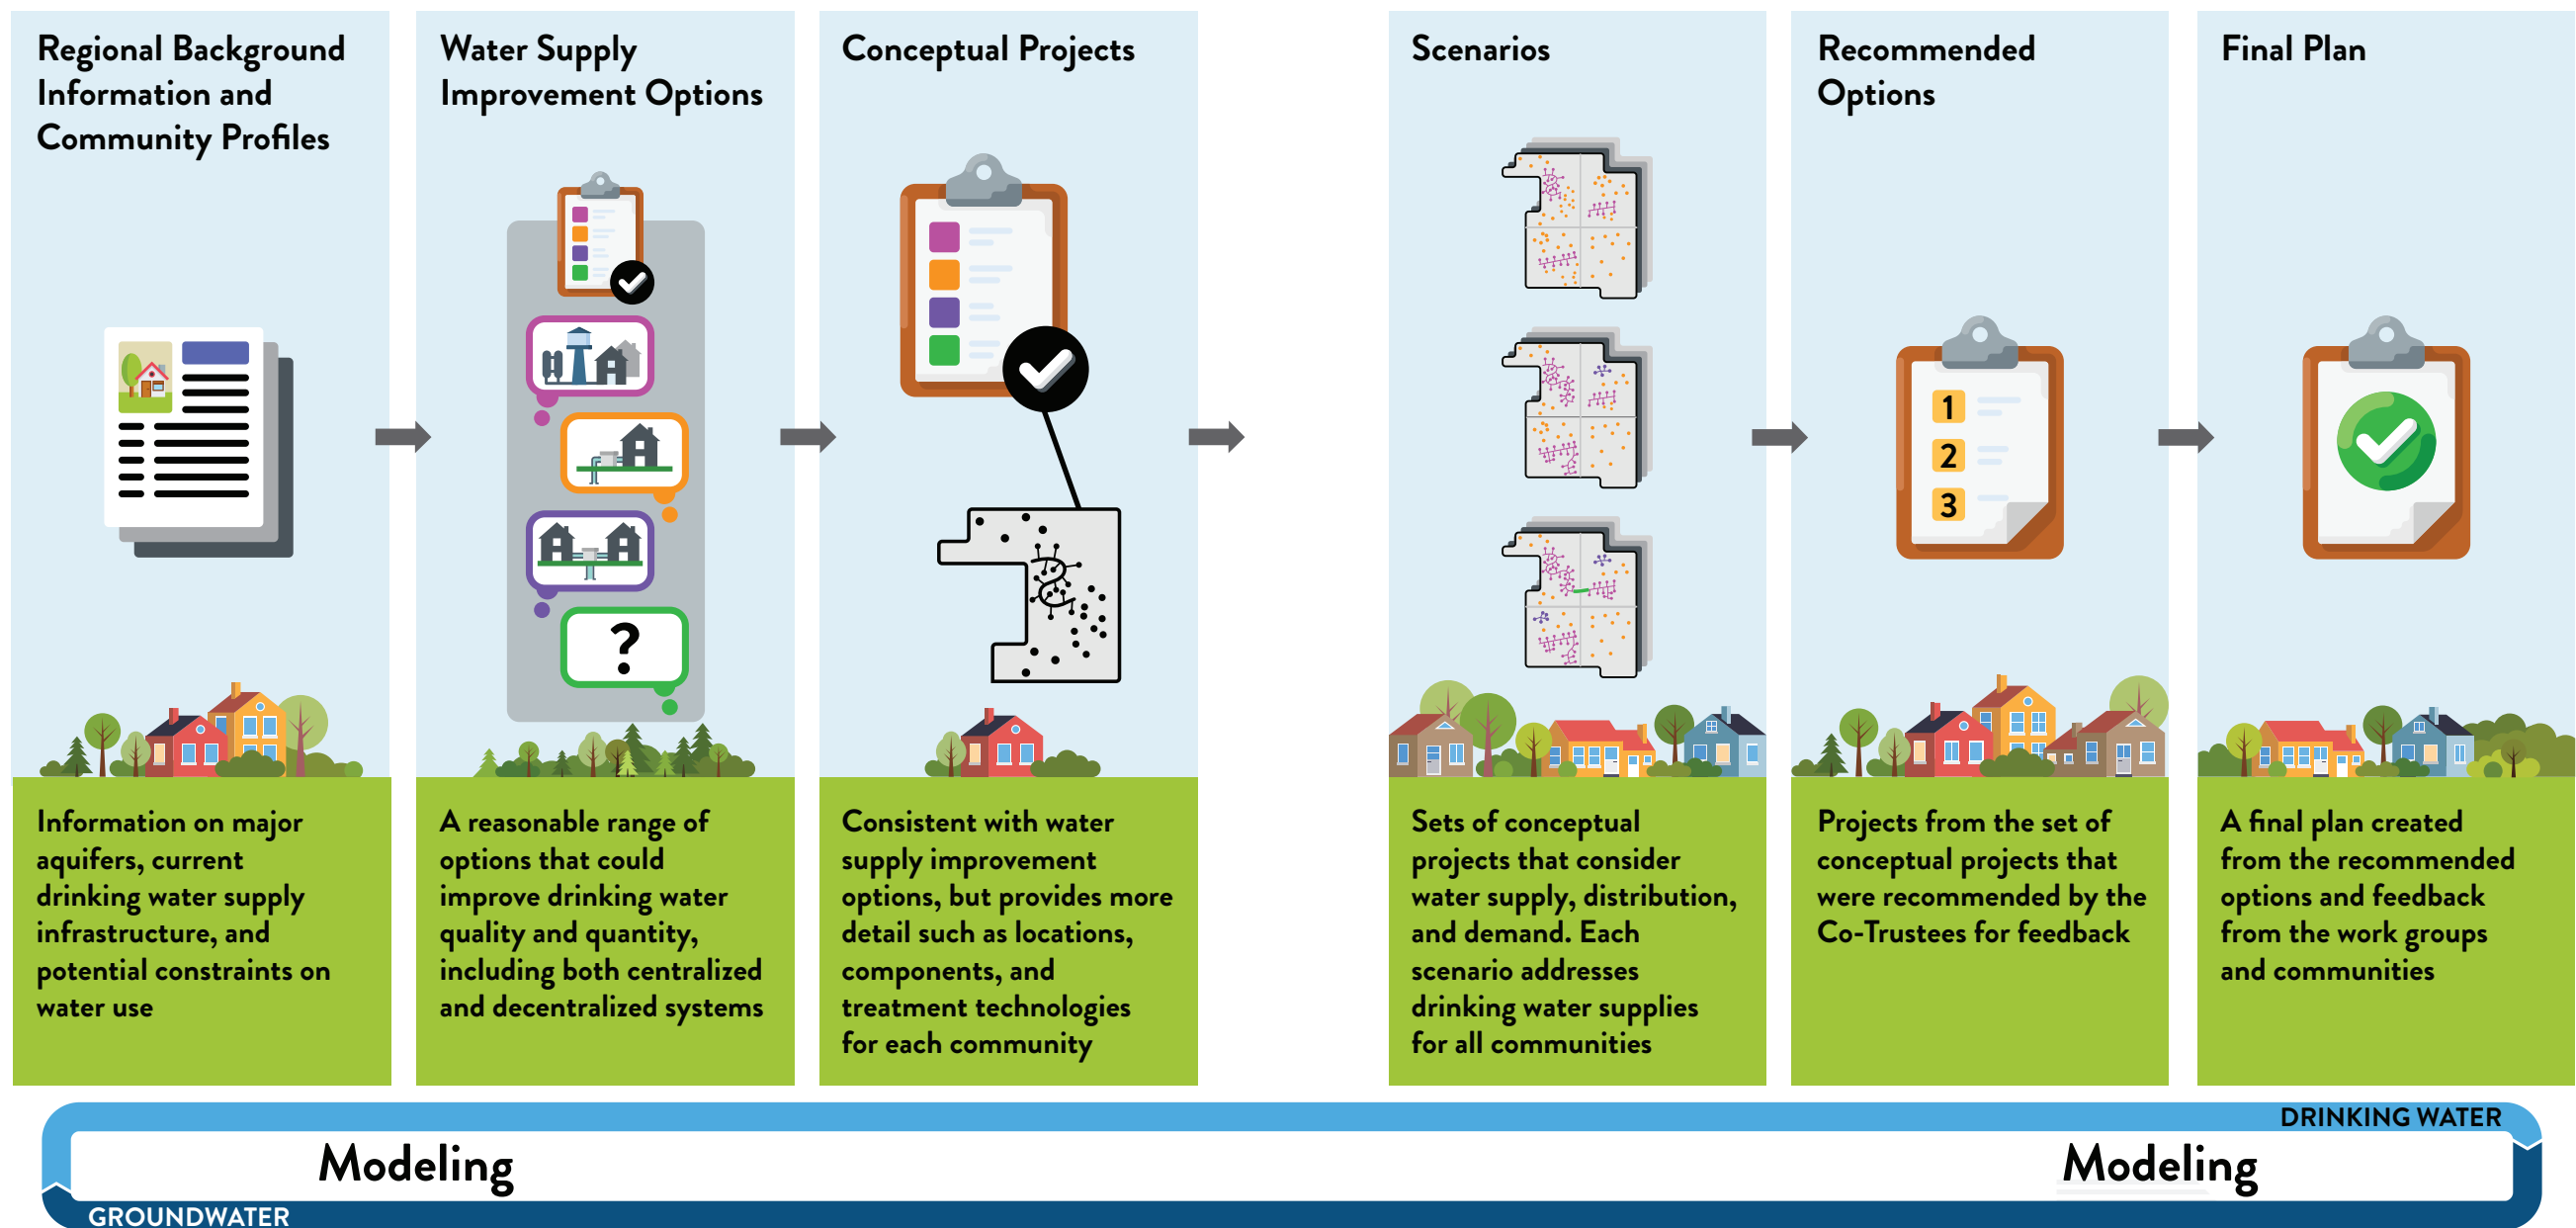 Regional Background
Information and
Community Profiles
Water Supply
Improvement Options
Conceptual Projects
Scenarios
Recommended
Options
Final Plan
?
1
2
3
Information on major
aquifers, current
drinking water supply
infrastructure, and
potential constraints on
water use
A reasonable range of
options that could
improve drinking water
quality and quantity,
including both centralized
and decentralized systems
Consistent with water
supply improvement
options, but provides more
detail such as locations,
components, and
treatment technologies
for each community
Sets of conceptual
projects that consider
water supply, distribution,
and demand. Each
scenario addresses
drinking water supplies
for all communities
Projects from the set of
conceptual projects that
were recommended by the
Co-Trustees for feedback
A final plan created
from the recommended
options and feedback
from the work groups
and communities
DRINKING WATER
Modeling
Modeling
GROUNDWATER